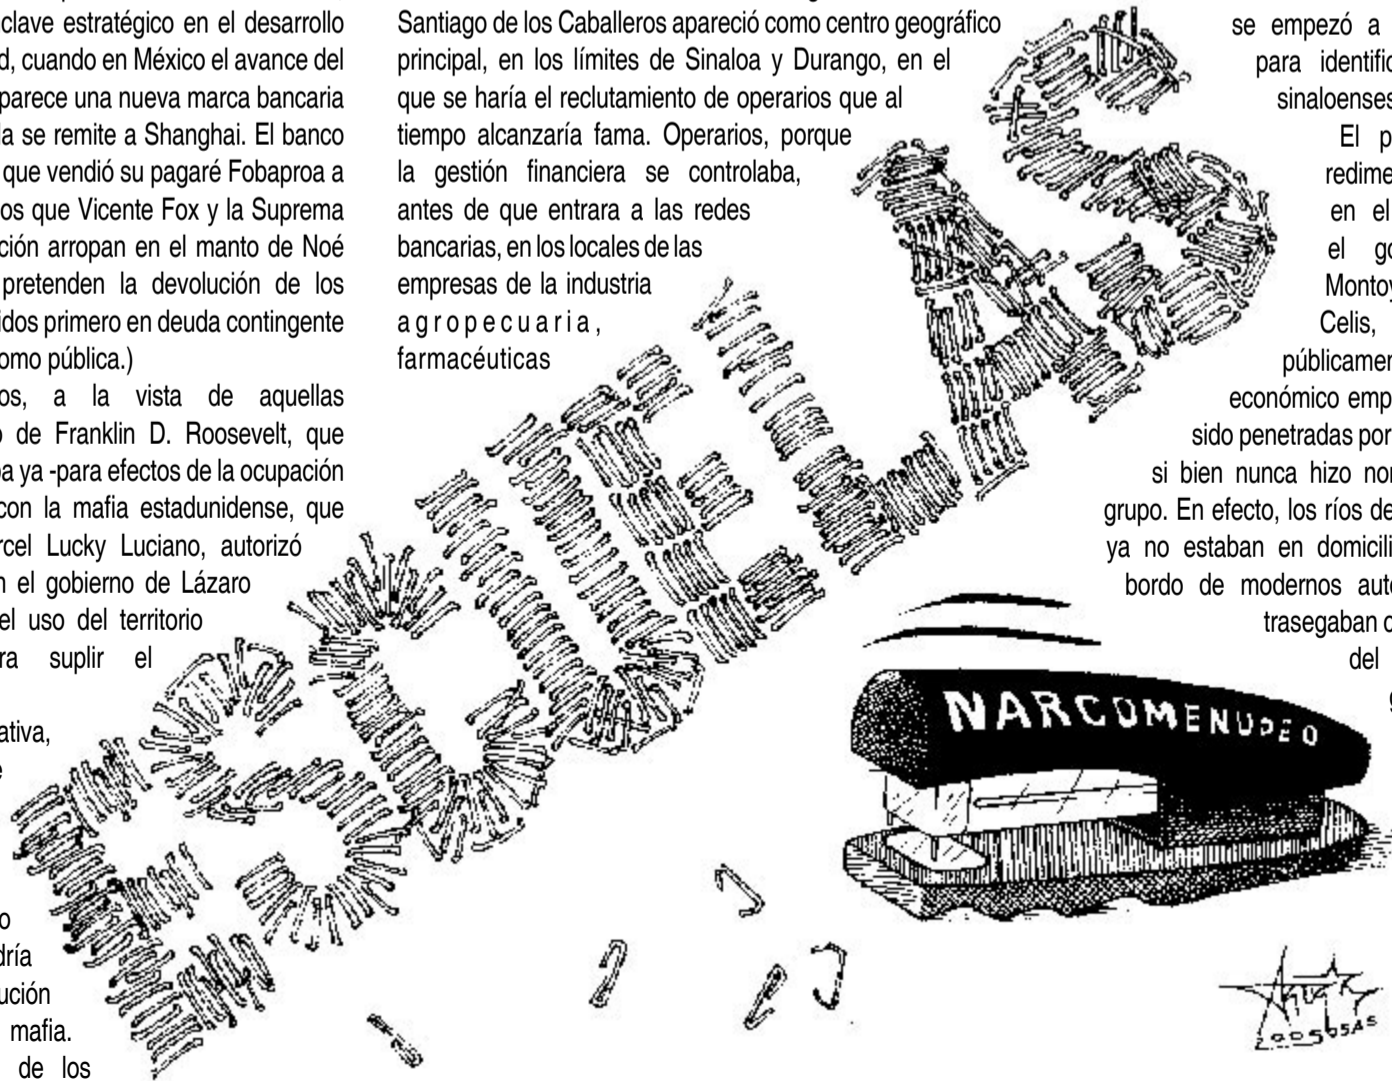 clave estratégico en el desarrollo
cuando en México el avance del
parece una nueva marca bancaria
se remite a Shanghai. El banco
que vendió su pagaré Fobaproa a
os que Vicente Fox y la Suprema
ción arropan en el manto de Noé
pretenden la devolución de los
idos primero en deuda contingente
omo pública.)
os, a la vista de aquellas
de Franklin D. Roosevelt, que
ba ya -para efectos de la ocupación
con la mafia estadunidense, que
rcel Lucky Luciano, autorizó
n el gobierno de Lázaro
el uso del territorio
ra suplir el
ativa,
e
o
dría
ución
mafia.
de los
Santiago de los Caballeros apareció como centro geográfico
principal, en los límites de Sinaloa y Durango, en el
que se haría el reclutamiento de operarios que al
tiempo alcanzaría fama. Operarios, porque
la gestión financiera se controlaba,
antes de que entrara a las redes
bancarias, en los locales de las
empresas de la industria
agropecuaria,
farmacéuticas
se empezó a
para identific
sinaloenses
El p
redime
en el
el go
Montoy
Celis,
públicamen
económico emp
sido penetradas por
si bien nunca hizo nom
grupo. En efecto, los ríos de
ya no estaban en domicili
bordo de modernos auto
trasegaban
del
g
ESCUELAS
NARCOMENUDEO